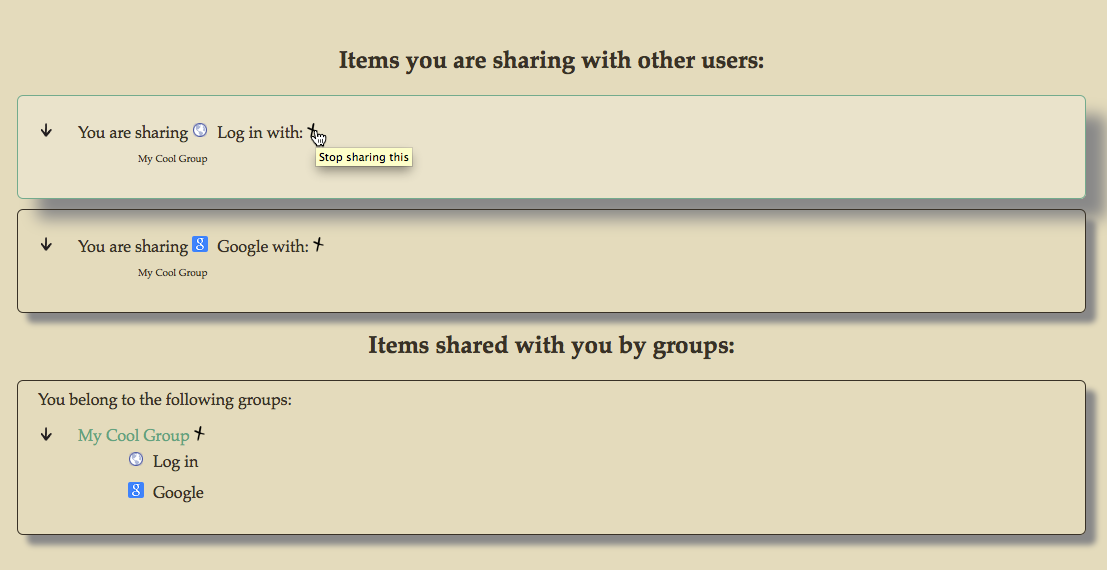 Items you are sharing with other users:
You are sharing Log in with:
My Cool Group
Stop sharing this
You are sharing Google with:
My Cool Group
Items shared with you by groups:
You belong to the following groups:
My Cool Group
Log in
Google